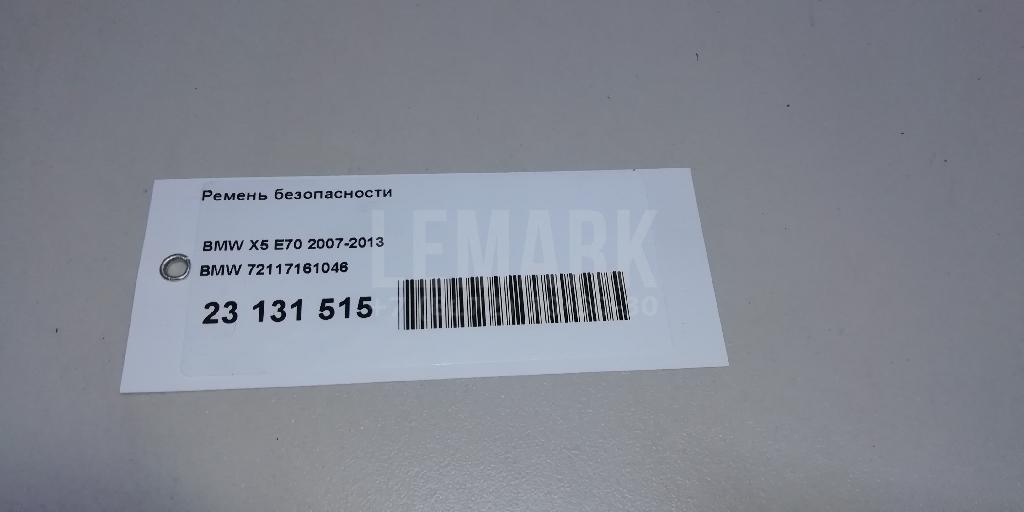 Ремень безопасности
BMW X5 E70 2007-2013
BMW 72117161046
23 131 515
LEMARK